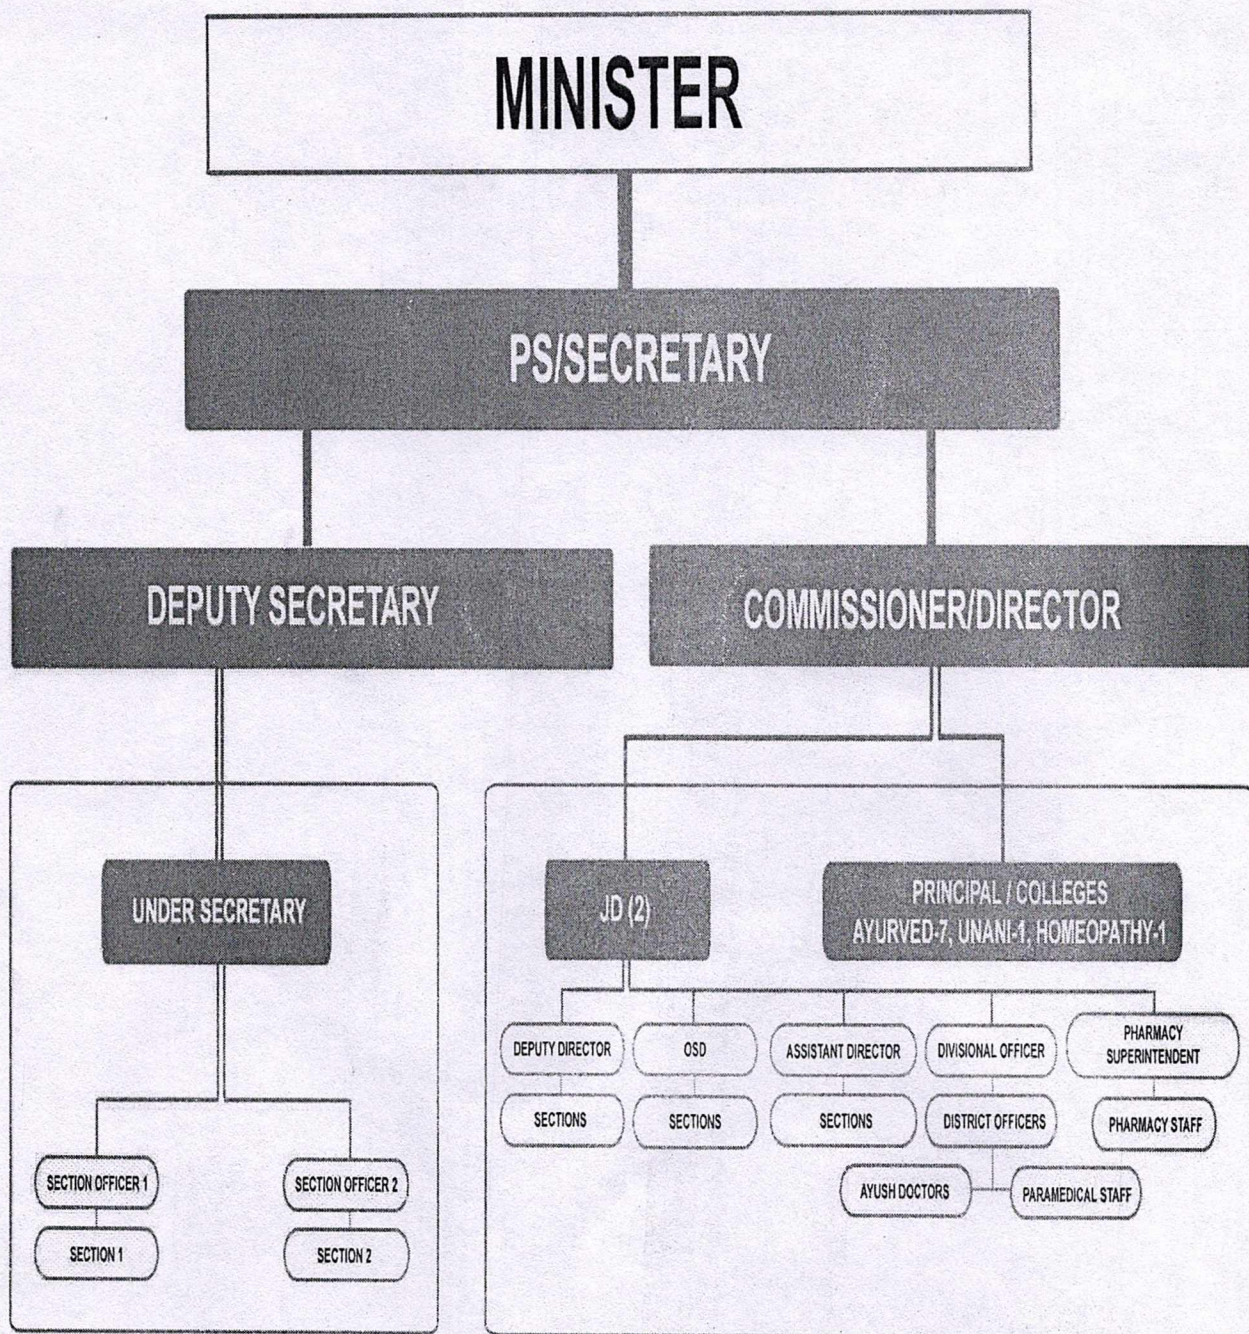 MINISTER
PS/SECRETARY
DEPUTY SECRETARY
COMMISSIONER/DIRECTOR
UNDER SECRETARY
JD (2)
PRINCIPAL / COLLEGES
AYURVED-7, UNANI-1, HOMEOPATHY-1
DEPUTY DIRECTOR
OSD
ASSISTANT DIRECTOR
DIVISIONAL OFFICER
PHARMACY
SUPERINTENDENT
SECTIONS
SECTIONS
SECTIONS
DISTRICT OFFICERS
PHARMACY STAFF
SECTION OFFICER 1
SECTION OFFICER 2
AYUSH DOCTORS
PARAMEDICAL STAFF
SECTION 1
SECTION 2